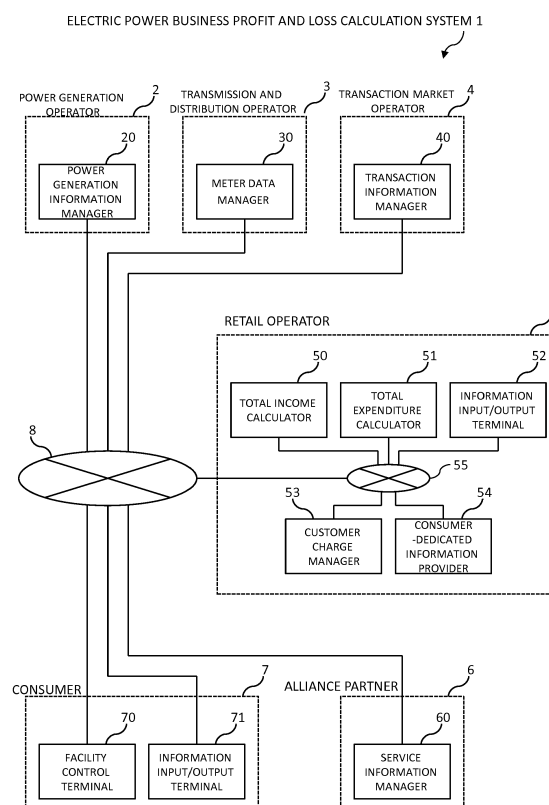 ELECTRIC POWER BUSINESS PROFIT AND LOSS CALCULATION SYSTEM 1
POWER GENERATION
OPERATOR
2
TRANSMISSION AND
DISTRIBUTION OPERATOR
3
TRANSACTION MARKET
OPERATOR
4
20
POWER
GENERATION
INFORMATION
MANAGER
30
METER DATA
MANAGER
40
TRANSACTION
INFORMATION
MANAGER
RETAIL OPERATOR
50
TOTAL INCOME
CALCULATOR
51
TOTAL
EXPENDITURE
CALCULATOR
52
INFORMATION
INPUT/OUTPUT
TERMINAL
8
55
53
CUSTOMER
CHARGE
MANAGER
54
CONSUMER
-DEDICATED
INFORMATION
PROVIDER
CONSUMER
7
70
FACILITY
CONTROL
TERMINAL
71
INFORMATION
INPUT/OUTPUT
TERMINAL
ALLIANCE PARTNER
6
60
SERVICE
INFORMATION
MANAGER